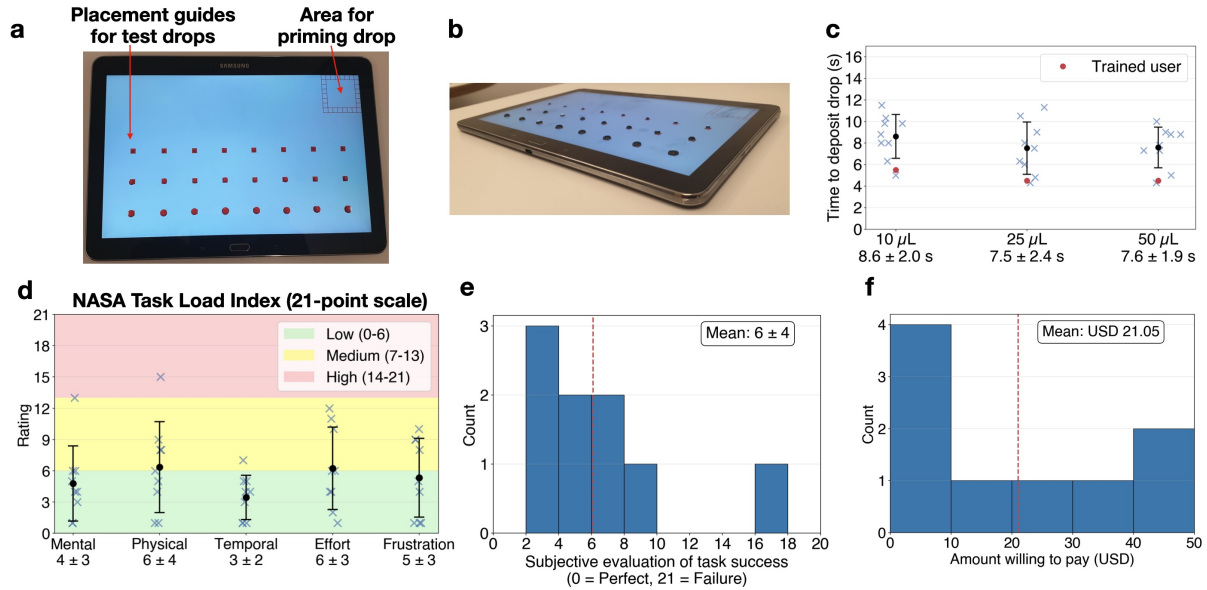 a
Placement guides
for test drops
Area for
priming drop
SAMSUNG
b
c
Time to deposit drop (s)
16
14
12
10
8
6
4
2
0
Trained user
10 µL
8.6 ± 2.0 s
25 µL
7.5 ± 2.4 s
50 µL
7.6 ± 1.9 s
d
NASA Task Load Index (21-point scale)
Rating
21
18
15
12
9
6
3
0
Low (0-6)
Medium (7-13)
High (14-21)
Mental
4 ± 3
Physical
6 ± 4
Temporal
3 ± 2
Effort
6 ± 3
Frustration
5 ± 3
e
Count
3
2
1
0
Mean: 6 ± 4
0 2 4 6 8 10 12 14 16 18 20
Subjective evaluation of task success
(0 = Perfect, 21 = Failure)
f
Count
4
3
2
1
0
Mean: USD 21.05
0 10 20 30 40 50
Amount willing to pay (USD)